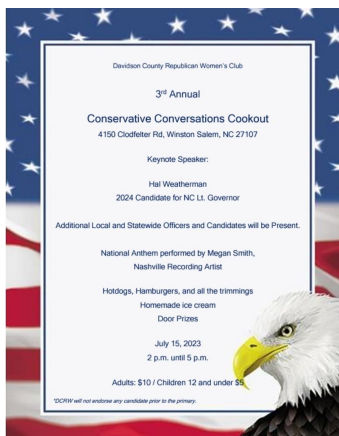 Davidson County Republican Women's Club
3rd Annual
Conservative Conversations Cookout
4150 Clodfelter Rd, Winston Salem, NC 27107
Keynote Speaker:
Hal Weatherman
2024 Candidate for NC Lt. Governor
Additional Local and Statewide Officers and Candidates will be Present.
National Anthem performed by Megan Smith,
Nashville Recording Artist
Hotdogs, Hamburgers, and all the trimmings
Homemade ice cream
Door Prizes
July 15, 2023
2 p.m. until 5 p.m.
Adults: $10 / Children 12 and under $5
*DCRW will not endorse any candidate prior to the primary.